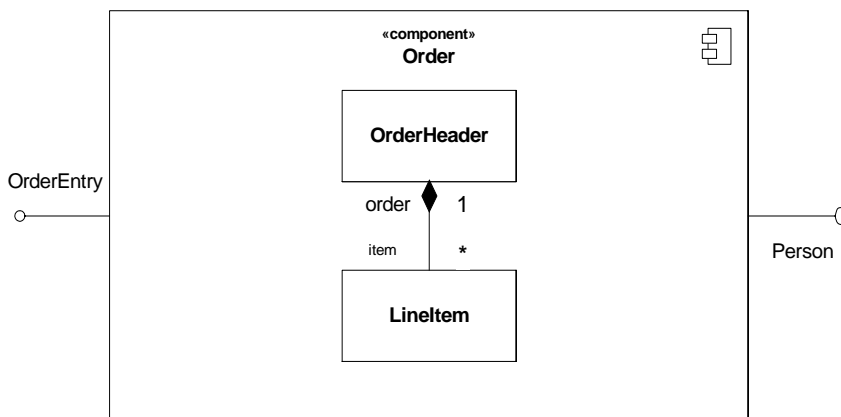 «component»
Order
OrderHeader
OrderEntry
order 1
item *
Person
LineItem